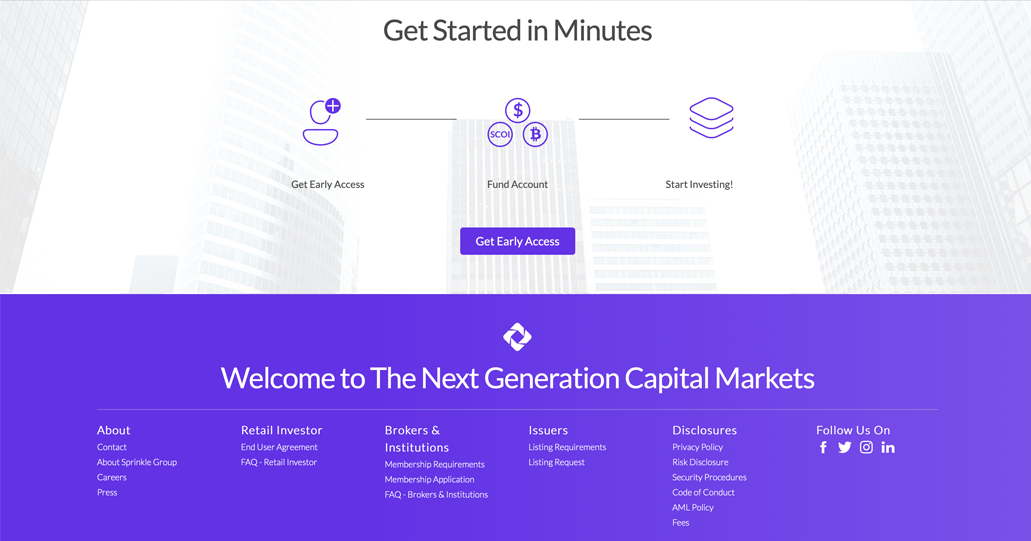 Get Started in Minutes
$
SCOI
₿
Get Early Access
Fund Account
Start Investing!
Get Early Access
Welcome to The Next Generation Capital Markets
About
Contact
About Sprinkle Group
Careers
Press
Retail Investor
End User Agreement
FAQ - Retail Investor
Brokers &
Institutions
Membership Requirements
Membership Application
FAQ - Brokers & Institutions
Issuers
Listing Requirements
Listing Request
Disclosures
Privacy Policy
Risk Disclosure
Security Procedures
Code of Conduct
AML Policy
Fees
Follow Us On